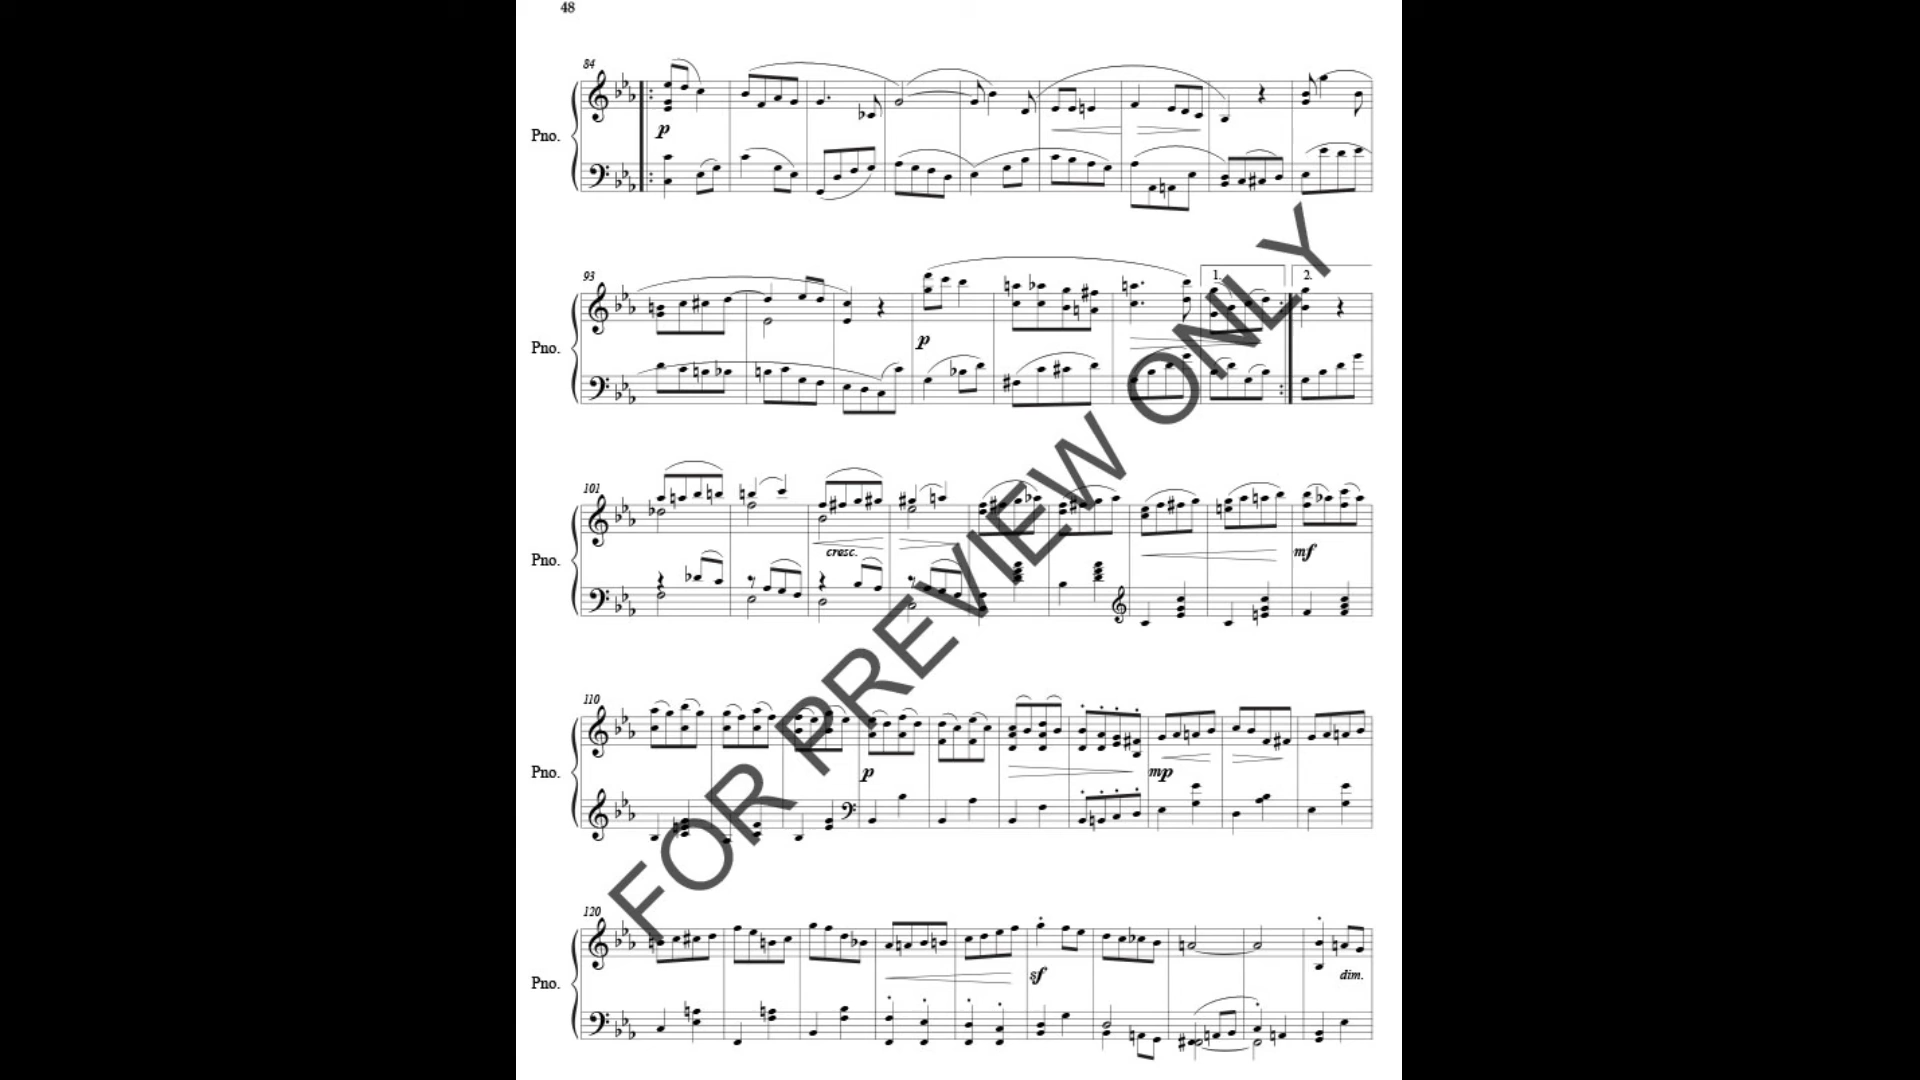 48
84
Pno.
p
93
Pno.
p
1.
2.
101
Pno.
cresc.
mf
110
Pno.
p
mp
120
Pno.
sf
dim.
FOR PREVIEW ONLY